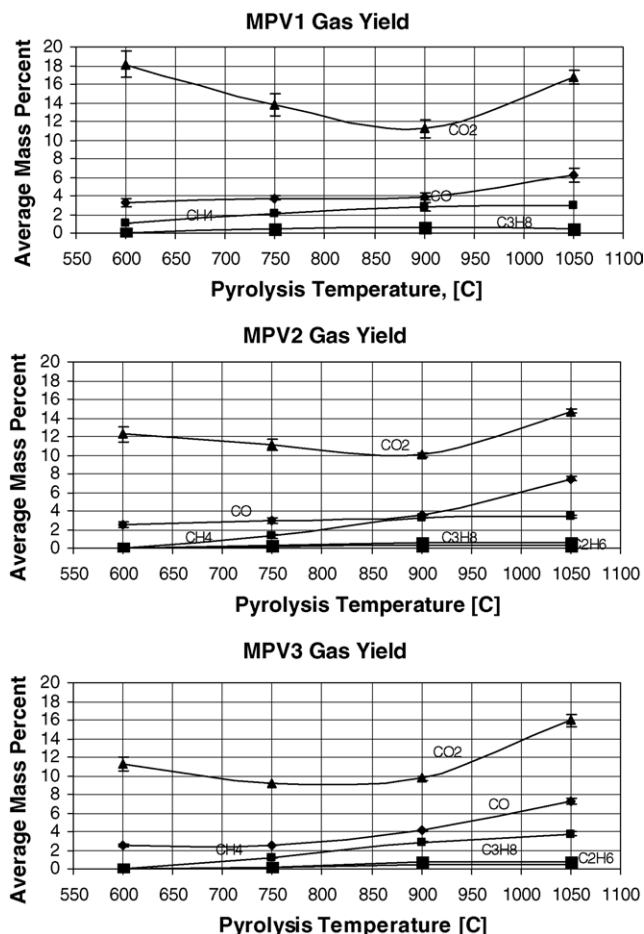 MPV1 Gas Yield
Average Mass Percent
20
18
16
14
12
10
8
6
4
2
0
CO2
CO
CH4
C3H8
550 600 650 700 750 800 850 900 950 1000 1050 1100
Pyrolysis Temperature, [C]
MPV2 Gas Yield
Average Mass Percent
20
18
16
14
12
10
8
6
4
2
0
CO2
CO
CH4
C3H8
C2H6
550 600 650 700 750 800 850 900 950 1000 1050 1100
Pyrolysis Temperature [C]
MPV3 Gas Yield
Average Mass Percent
20
18
16
14
12
10
8
6
4
2
0
CO2
CO
CH4
C3H8
C2H6
550 600 650 700 750 800 850 900 950 1000 1050 1100
Pyrolysis Temperature [C]